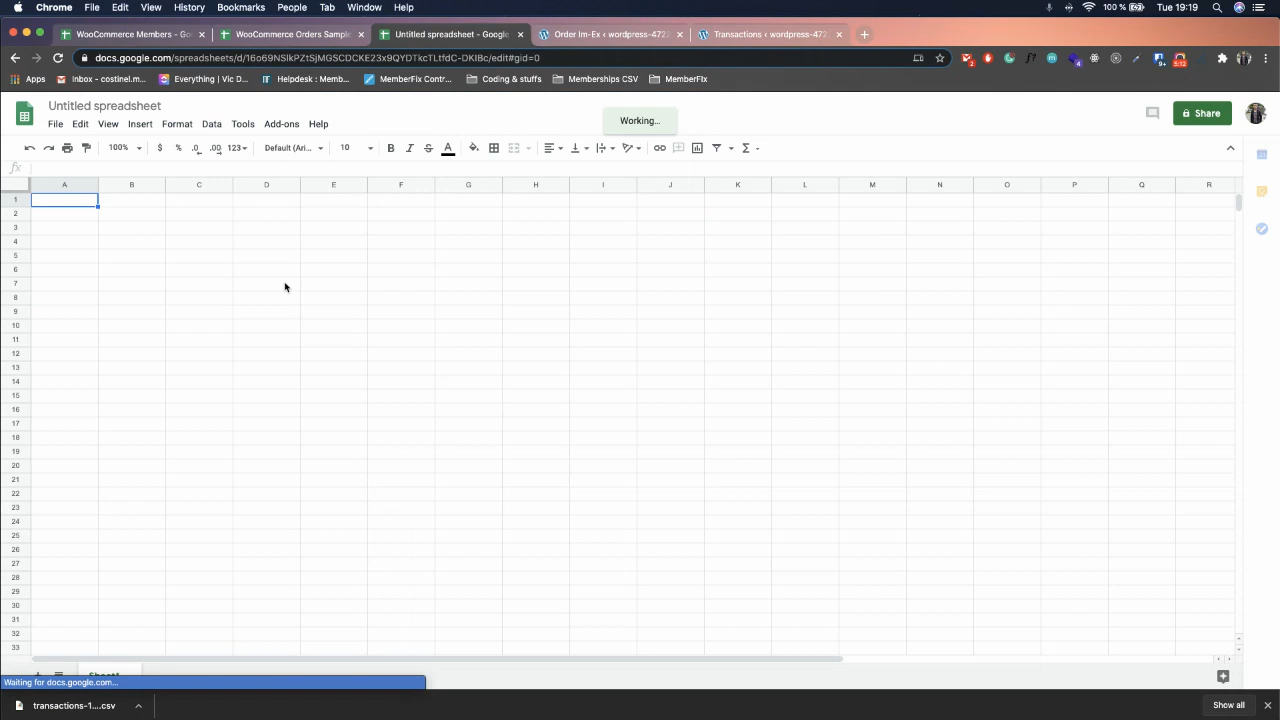 Chrome File Edit View History Bookmarks People Tab Window Help 100 % Tue 19:19
WooCommerce Members - Go WooCommerce Orders Sample Untitled spreadsheet - Google Order Im-Ex ‹ wordpress-472 Transactions ‹ wordpress-472
docs.google.com/spreadsheets/d/16o69NSlkPZtSjMGSCDCKE23x9QYDTkcTLtfdC-DKIBc/edit#gid=0
Apps Inbox - costinel.m... Everything | Vic D... Helpdesk : Memb... MemberFix Contr... Coding & stuffs Memberships CSV MemberFix
Untitled spreadsheet
Working...
Share
File Edit View Insert Format Data Tools Add-ons Help
100% $ % .0 .00 123 Default (Ari... 10 B I S A
fx
A B C D E F G H I J K L M N O P Q R
1
2
3
4
5
6
7
8
9
10
11
12
13
14
15
16
17
18
19
20
21
22
23
24
25
26
27
28
29
30
31
32
33
Sheet1
Waiting for docs.google.com...
transactions-1....csv Show all